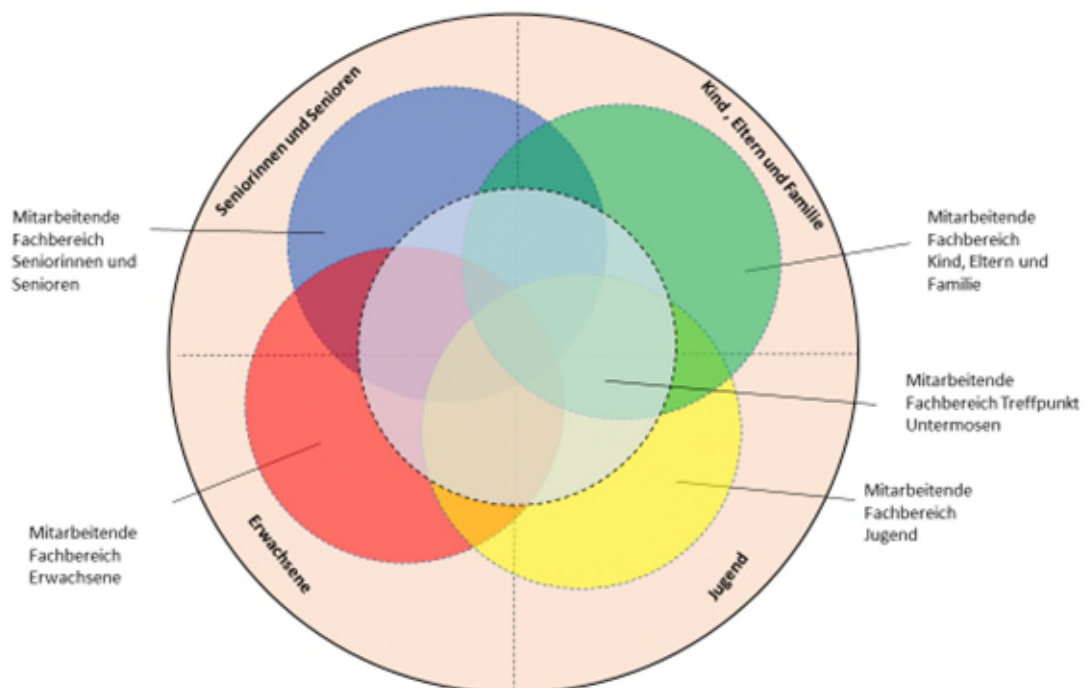 Seniorinnen und Senioren
Kind , Eltern und Familie
Mitarbeitende
Fachbereich
Seniorinnen und
Senioren
Mitarbeitende
Fachbereich
Kind, Eltern und
Familie
Mitarbeitende
Fachbereich Treffpunkt
Untermosen
Mitarbeitende
Fachbereich
Jugend
Mitarbeitende
Fachbereich
Erwachsene
Erwachsene
Jugend